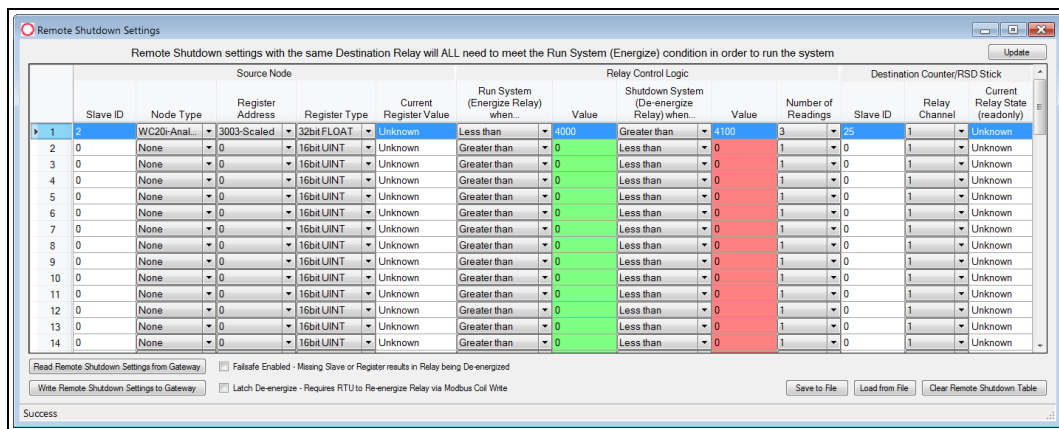 Remote Shutdown Settings
Remote Shutdown settings with the same Destination Relay will ALL need to meet the Run System (Energize) condition in order to run the system
Update
Source Node Relay Control Logic Destination Counter/RSD Stick
Slave ID Node Type Register Address Register Type Current Register Value Run System (Energize Relay) when... Value Shutdown System (De-energize Relay) when... Value Number of Readings Slave ID Relay Channel Current Relay State (readonly)
1 2 WC20i-Anal... 3003-Scaled 32bit FLOAT Unknown Less than 4000 Greater than 4100 3 25 1 Unknown
2 0 None 0 16bit UINT Unknown Greater than 0 Less than 0 1 0 1 Unknown
3 0 None 0 16bit UINT Unknown Greater than 0 Less than 0 1 0 1 Unknown
4 0 None 0 16bit UINT Unknown Greater than 0 Less than 0 1 0 1 Unknown
5 0 None 0 16bit UINT Unknown Greater than 0 Less than 0 1 0 1 Unknown
6 0 None 0 16bit UINT Unknown Greater than 0 Less than 0 1 0 1 Unknown
7 0 None 0 16bit UINT Unknown Greater than 0 Less than 0 1 0 1 Unknown
8 0 None 0 16bit UINT Unknown Greater than 0 Less than 0 1 0 1 Unknown
9 0 None 0 16bit UINT Unknown Greater than 0 Less than 0 1 0 1 Unknown
10 0 None 0 16bit UINT Unknown Greater than 0 Less than 0 1 0 1 Unknown
11 0 None 0 16bit UINT Unknown Greater than 0 Less than 0 1 0 1 Unknown
12 0 None 0 16bit UINT Unknown Greater than 0 Less than 0 1 0 1 Unknown
13 0 None 0 16bit UINT Unknown Greater than 0 Less than 0 1 0 1 Unknown
14 0 None 0 16bit UINT Unknown Greater than 0 Less than 0 1 0 1 Unknown
Read Remote Shutdown Settings from Gateway Failsafe Enabled - Missing Slave or Register results in Relay being De-energized
Write Remote Shutdown Settings to Gateway Latch De-energize - Requires RTU to Re-energize Relay via Modbus Coil Write Save to File Load from File Clear Remote Shutdown Table
Success